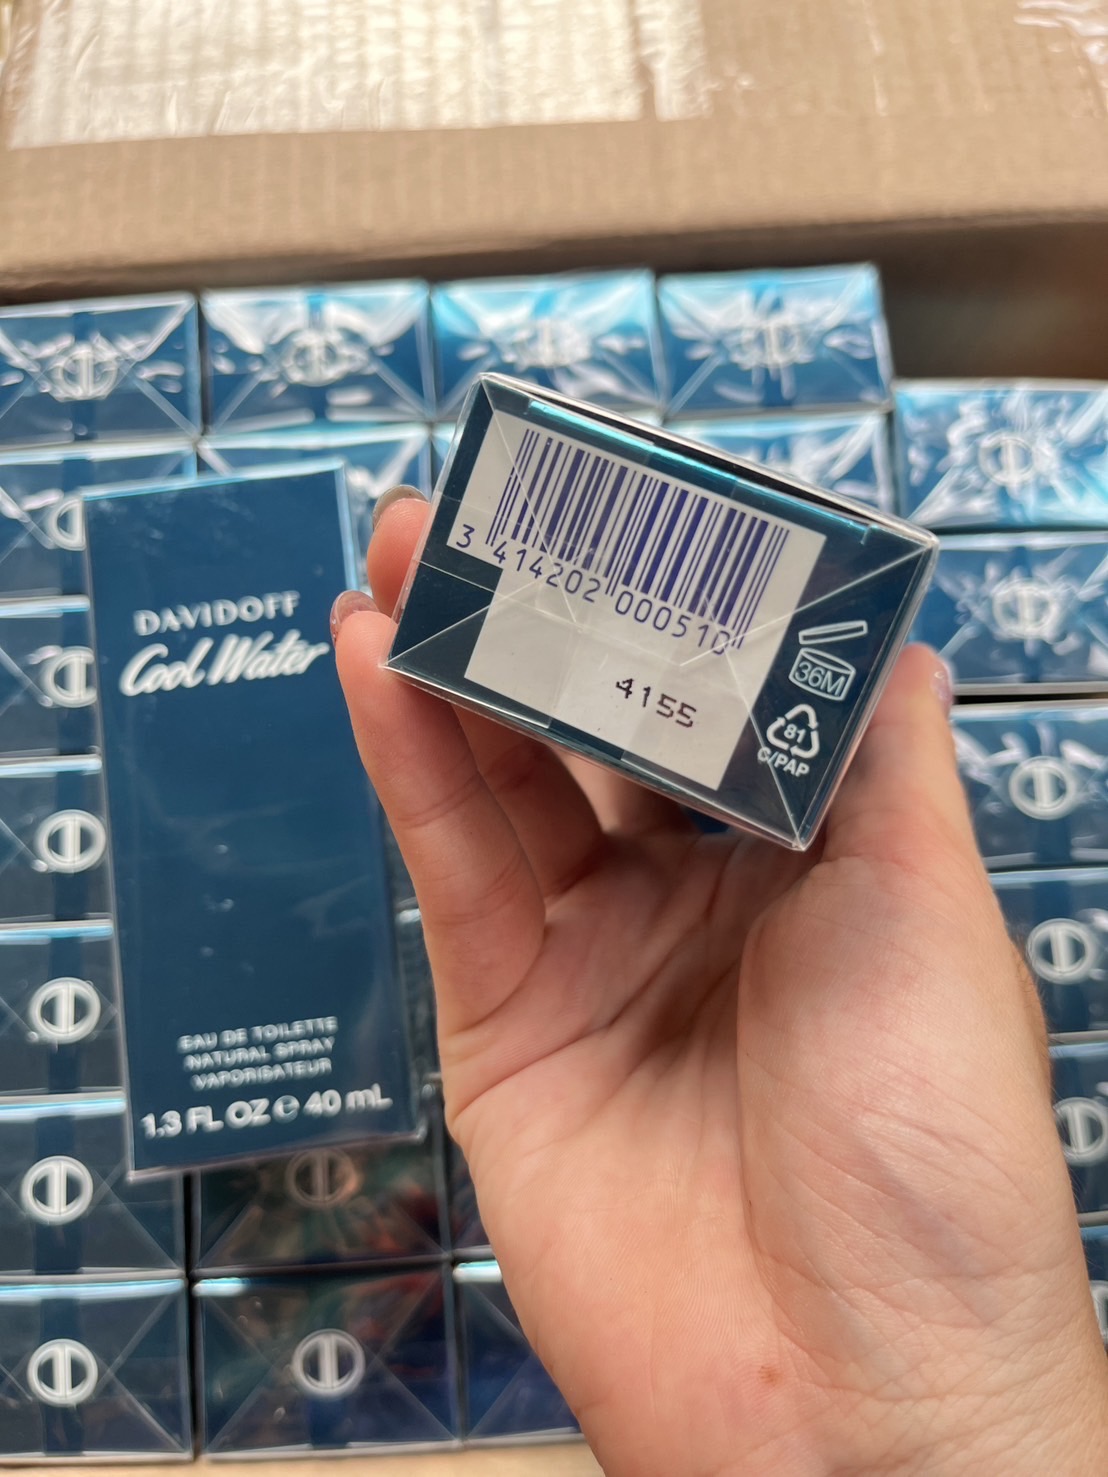 DAVIDOFF
Cool Water
EAU DE TOILETTE
NATURAL SPRAY
VAPORISATEUR
1.3 FL OZ e 40 mL
3 414202 000510
4155
36M
81
C/PAP